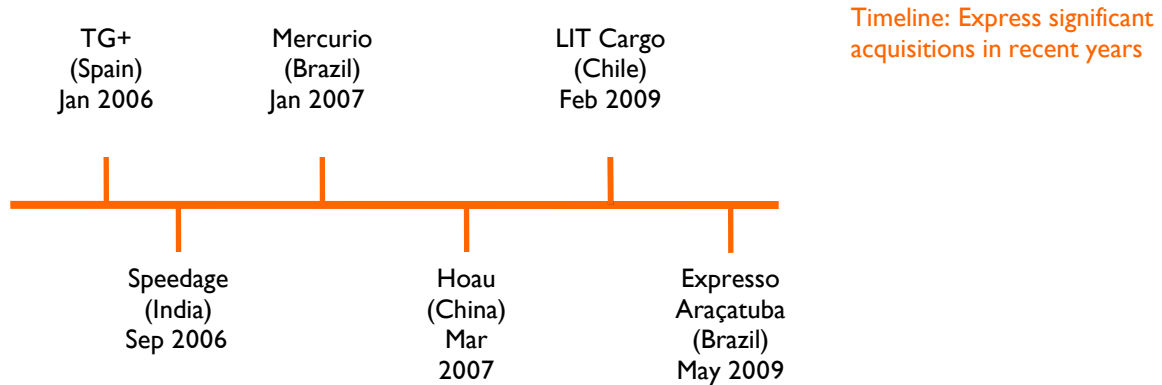 Timeline: Express significant
acquisitions in recent years
TG+
(Spain)
Jan 2006
Mercurio
(Brazil)
Jan 2007
LIT Cargo
(Chile)
Feb 2009
Speedage
(India)
Sep 2006
Hoau
(China)
Mar
2007
Expresso
Araçatuba
(Brazil)
May 2009